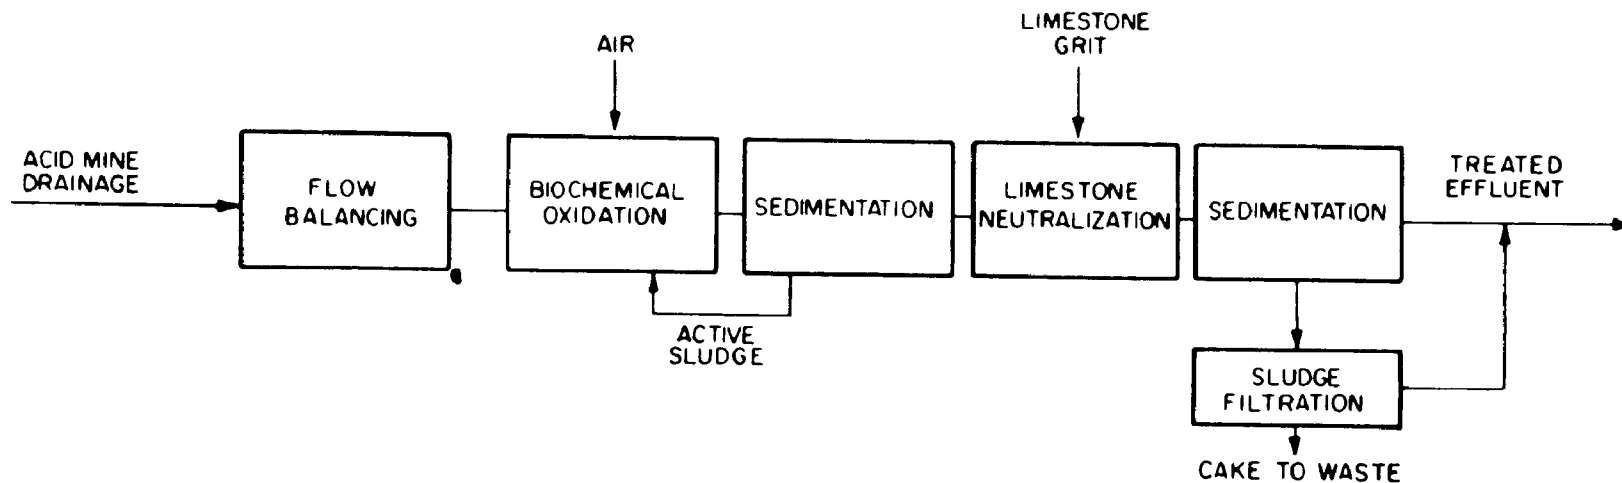 LIMESTONE
GRIT
AIR
ACID MINE
DRAINAGE
FLOW
BALANCING
BIOCHEMICAL
OXIDATION
SEDIMENTATION
LIMESTONE
NEUTRALIZATION
SEDIMENTATION
TREATED
EFFLUENT
ACTIVE
SLUDGE
SLUDGE
FILTRATION
CAKE TO WASTE